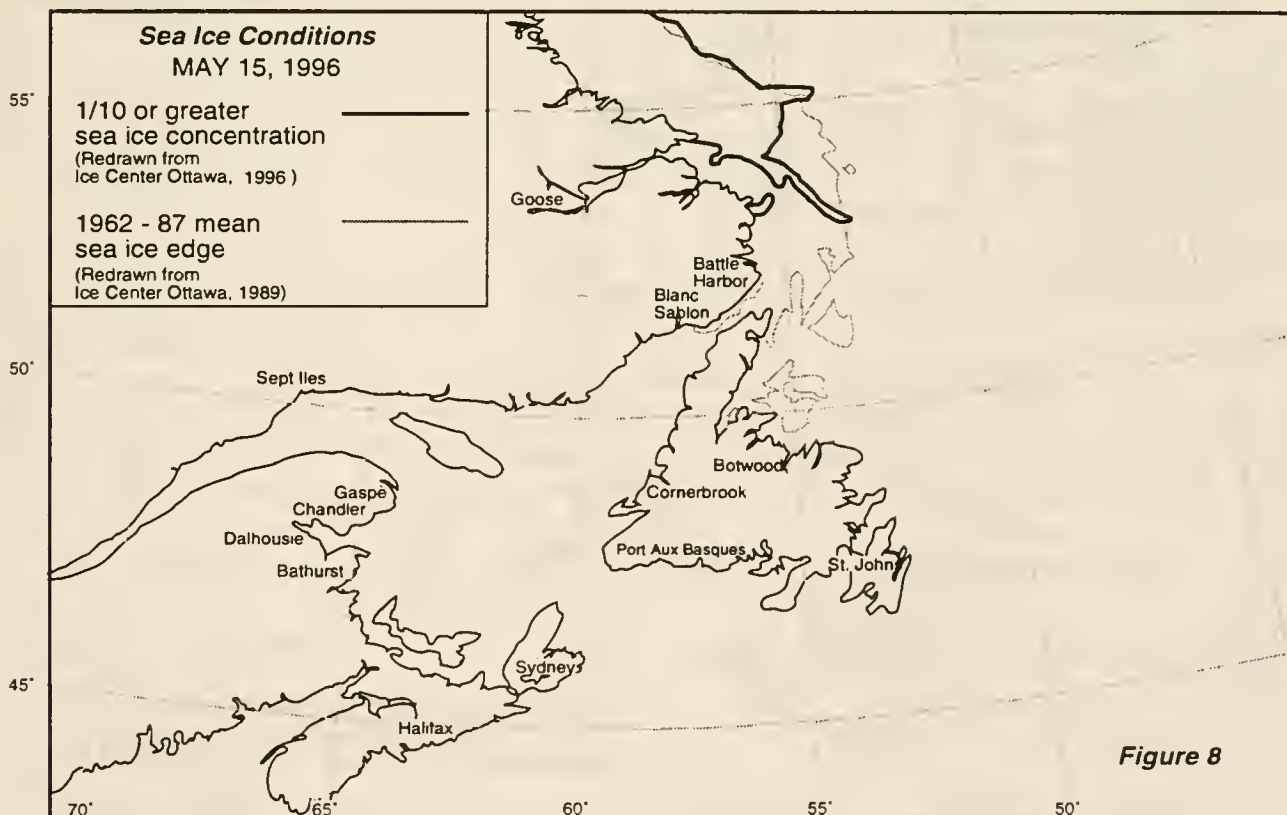 Sea Ice Conditions
MAY 15, 1996
1/10 or greater
sea ice concentration
(Redrawn from
Ice Center Ottawa, 1996 )
1962 - 87 mean
sea ice edge
(Redrawn from
Ice Center Ottawa, 1989)
55°
Goose
Battle
Harbor
Blanc
Sablon
50°
Sept Iles
Botwood
Gaspè
Cornerbrook
Chandler
Dalhousie
Port Aux Basques
St. John
Bathurst
Sydney
45°
Halifax
Figure 8
70°
65°
60°
55°
50°